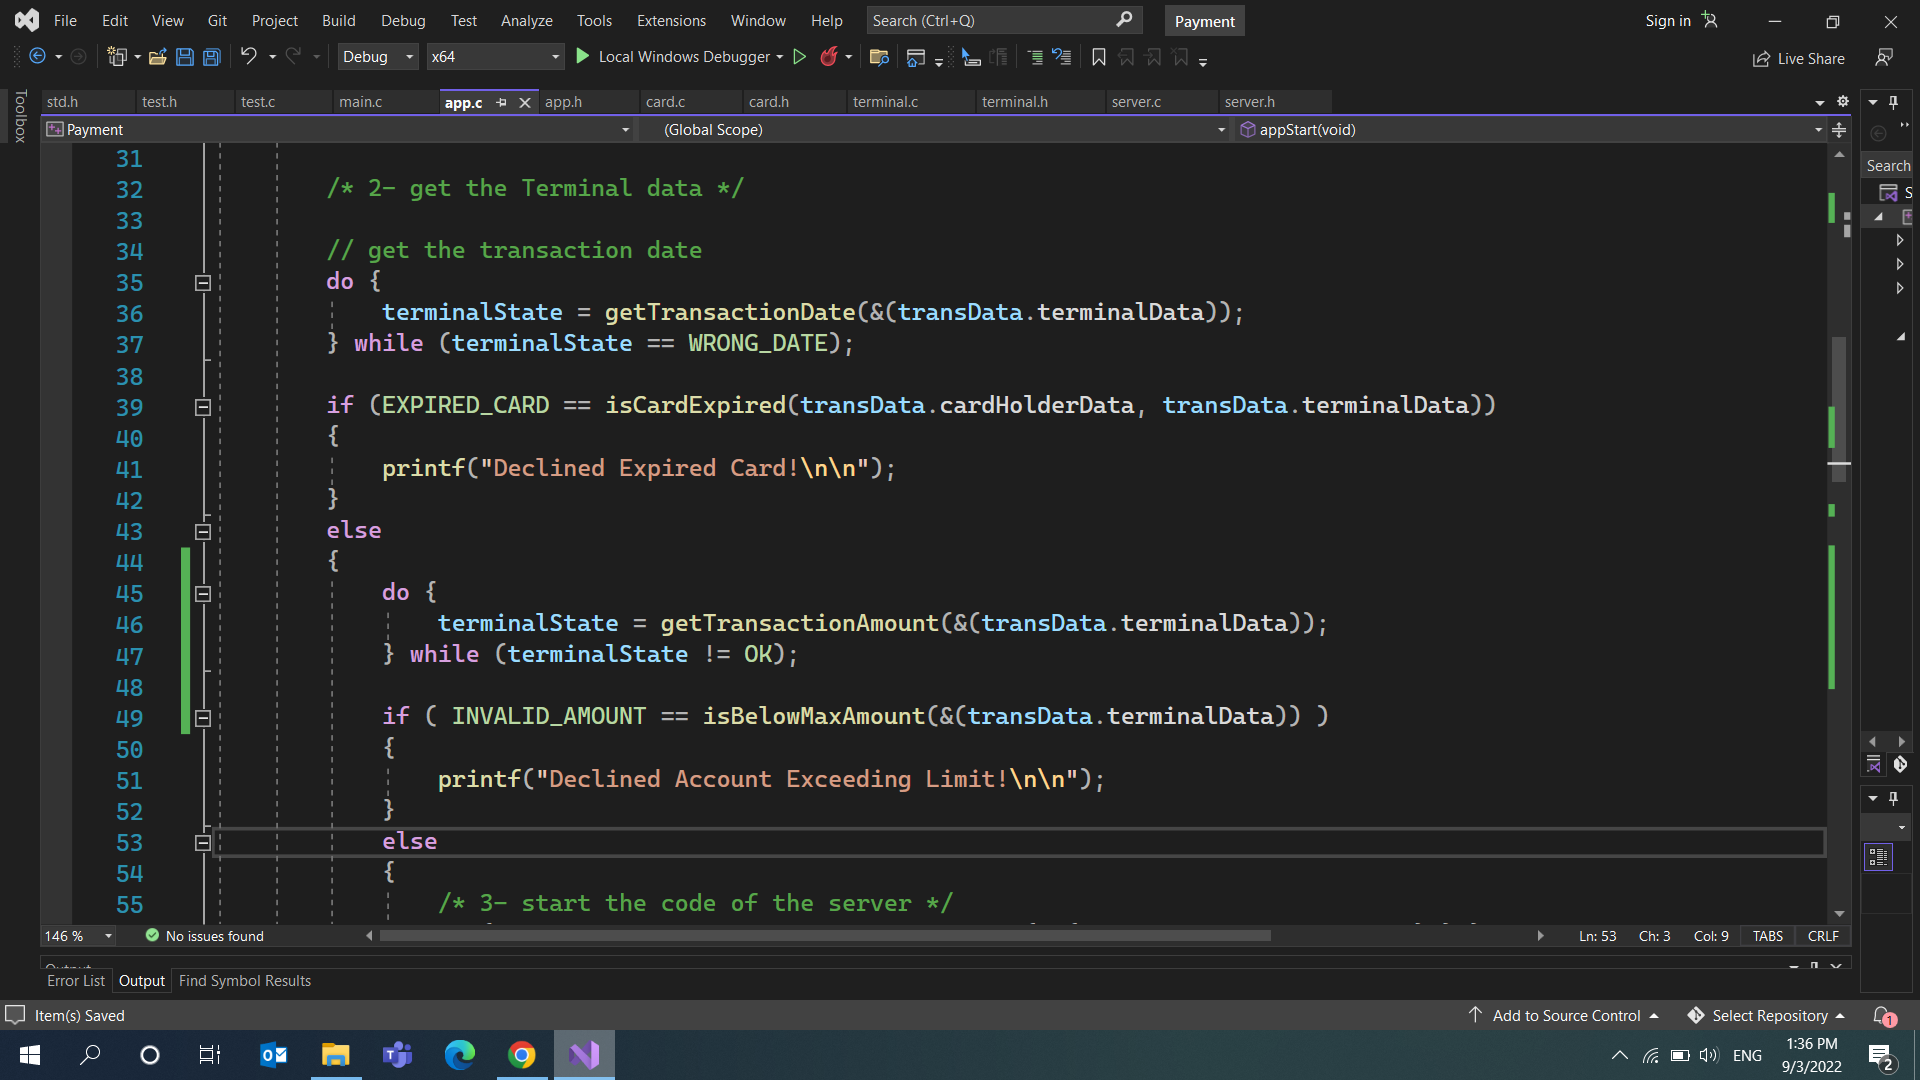 File Edit View Git Project Build Debug Test Analyze Tools Extensions Window Help Search (Ctrl+Q) Payment Sign in
Debug x64 Local Windows Debugger Live Share
Toolbox
std.h test.h test.c main.c app.c app.h card.c card.h terminal.c terminal.h server.c server.h
Payment (Global Scope) appStart(void)
Search
S
31
32 /* 2- get the Terminal data */
33
34 // get the transaction date
35 do {
36 terminalState = getTransactionDate(&(transData.terminalData));
37 } while (terminalState == WRONG_DATE);
38
39 if (EXPIRED_CARD == isCardExpired(transData.cardHolderData, transData.terminalData))
40 {
41 printf("Declined Expired Card!\n\n");
42 }
43 else
44 {
45 do {
46 terminalState = getTransactionAmount(&(transData.terminalData));
47 } while (terminalState != OK);
48
49 if ( INVALID_AMOUNT == isBelowMaxAmount(&(transData.terminalData)) )
50 {
51 printf("Declined Account Exceeding Limit!\n\n");
52 }
53 else
54 {
55 /* 3- start the code of the server */
146 % No issues found Ln: 53 Ch: 3 Col: 9 TABS CRLF
Output
Error List Output Find Symbol Results
Item(s) Saved Add to Source Control Select Repository 1
ENG 1:36 PM
9/3/2022 2